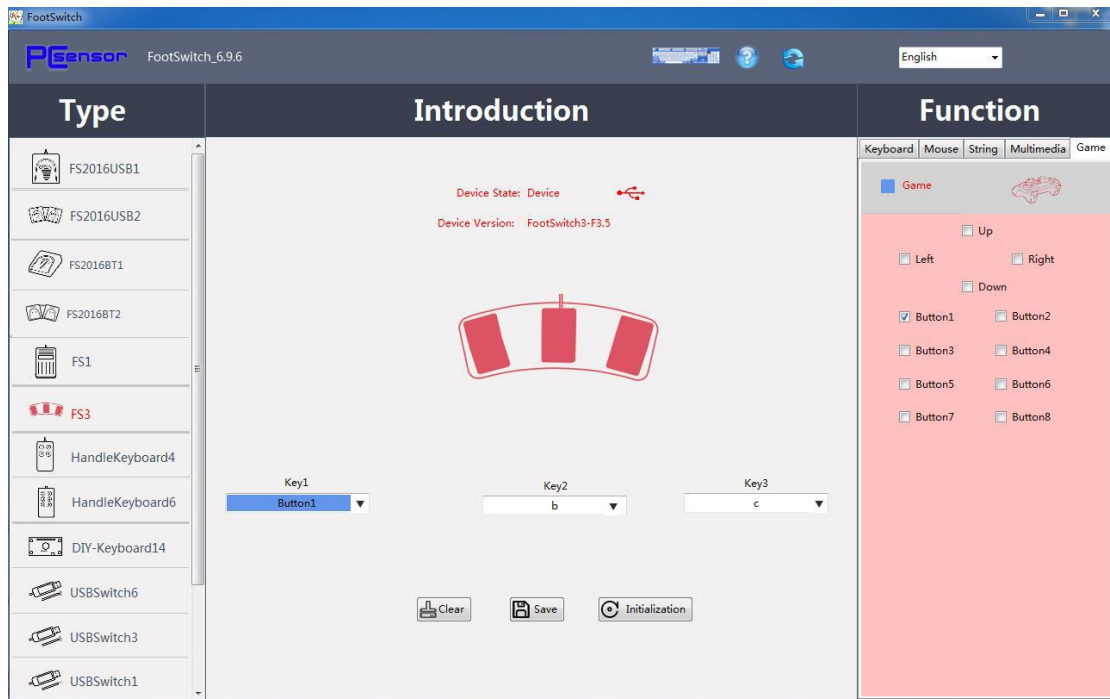 FootSwitch
PCsensor FootSwitch_6.9.6 English
Type
Introduction
Function
FS2016USB1
FS2016USB2
FS2016BT1
FS2016BT2
FS1
FS3
HandleKeyboard4
HandleKeyboard6
DIY-Keyboard14
USBSwitch6
USBSwitch3
USBSwitch1
Device State: Device
Device Version: FootSwitch3-F3.5
Key1 Key2 Key3
Button1 b c
Clear Save Initialization
Keyboard Mouse String Multimedia Game
Game
Up
Left Right
Down
Button1 Button2
Button3 Button4
Button5 Button6
Button7 Button8